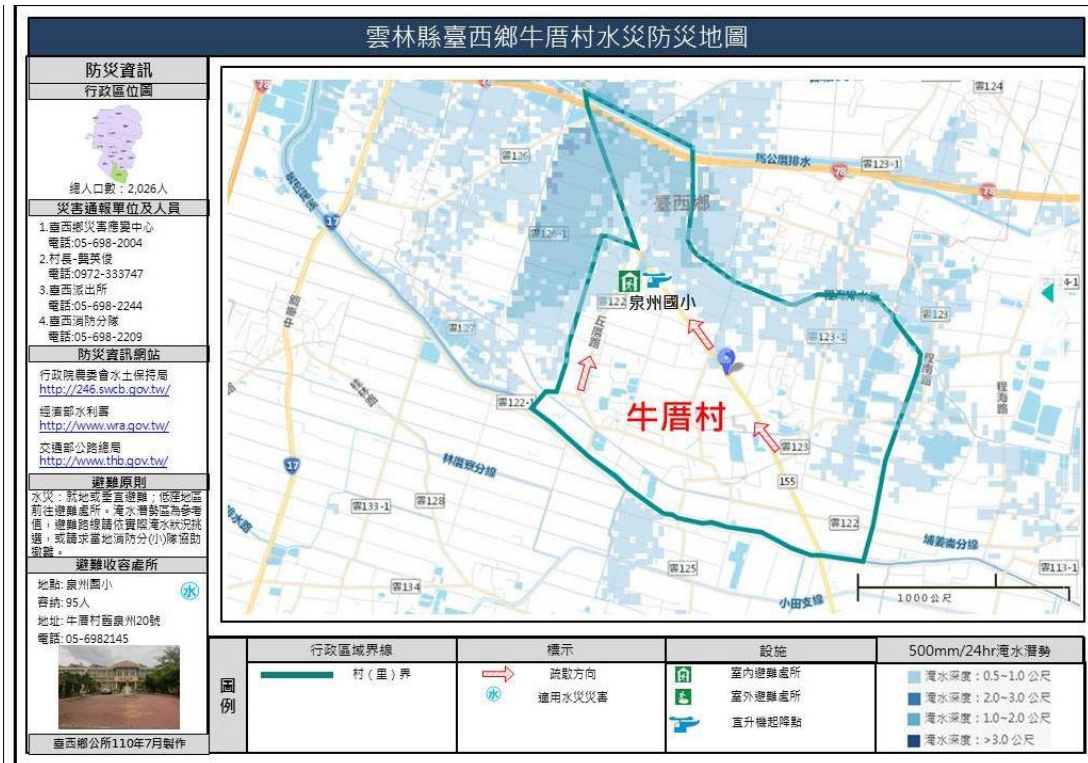 雲林縣臺西鄉牛厝村水災防災地圖
防災資訊
行政區位圖
總人口數：2,026人
災害通報單位及人員
1.臺西鄉災害應變中心
電話:05-698-2004
2.村長-龔英俊
電話:0972-333747
3.臺西派出所
電話:05-698-2244
4.臺西消防分隊
電話:05-698-2209
防災資訊網站
行政院農委會水土保持局
http://246.swcb.gov.tw/
經濟部水利署
http://www.wra.gov.tw/
交通部公路總局
http://www.thb.gov.tw/
避難原則
水災：就地或垂直避難；低窪地區
前往避難處所。淹水潛勢區為參考
值，避難路線請依實際淹水狀況挑
選，或請求當地消防分(小)隊協助
撤離。
避難收容處所
地點:泉州國小
水
容納:95人
地址:牛厝村舊泉州20號
電話:05-6982145
臺西鄉公所110年7月製作
78
78
雲124
雲126
馬公厝排水
雲123-1
78
78
17
臺西鄉
雲126-1
24-1
雲122
泉州國小
雲123
雲127
丘厝路
雲123-1
中央路
程南路
程海路
雲122-1
牛厝村
雲123
17
林厝寮分線
155
雲128
雲133-1
雲122
埔姜崙分線
雲125
雲113-1
雲134
小田支線
1000公尺
圖例
行政區域界線
村（里）界
標示
疏散方向
水
適用水災災害
設施
室內避難處所
室外避難處所
直升機起降點
500mm/24hr淹水潛勢
淹水深度：0.5~1.0 公尺
淹水深度：2.0~3.0 公尺
淹水深度：1.0~2.0 公尺
淹水深度：>3.0 公尺